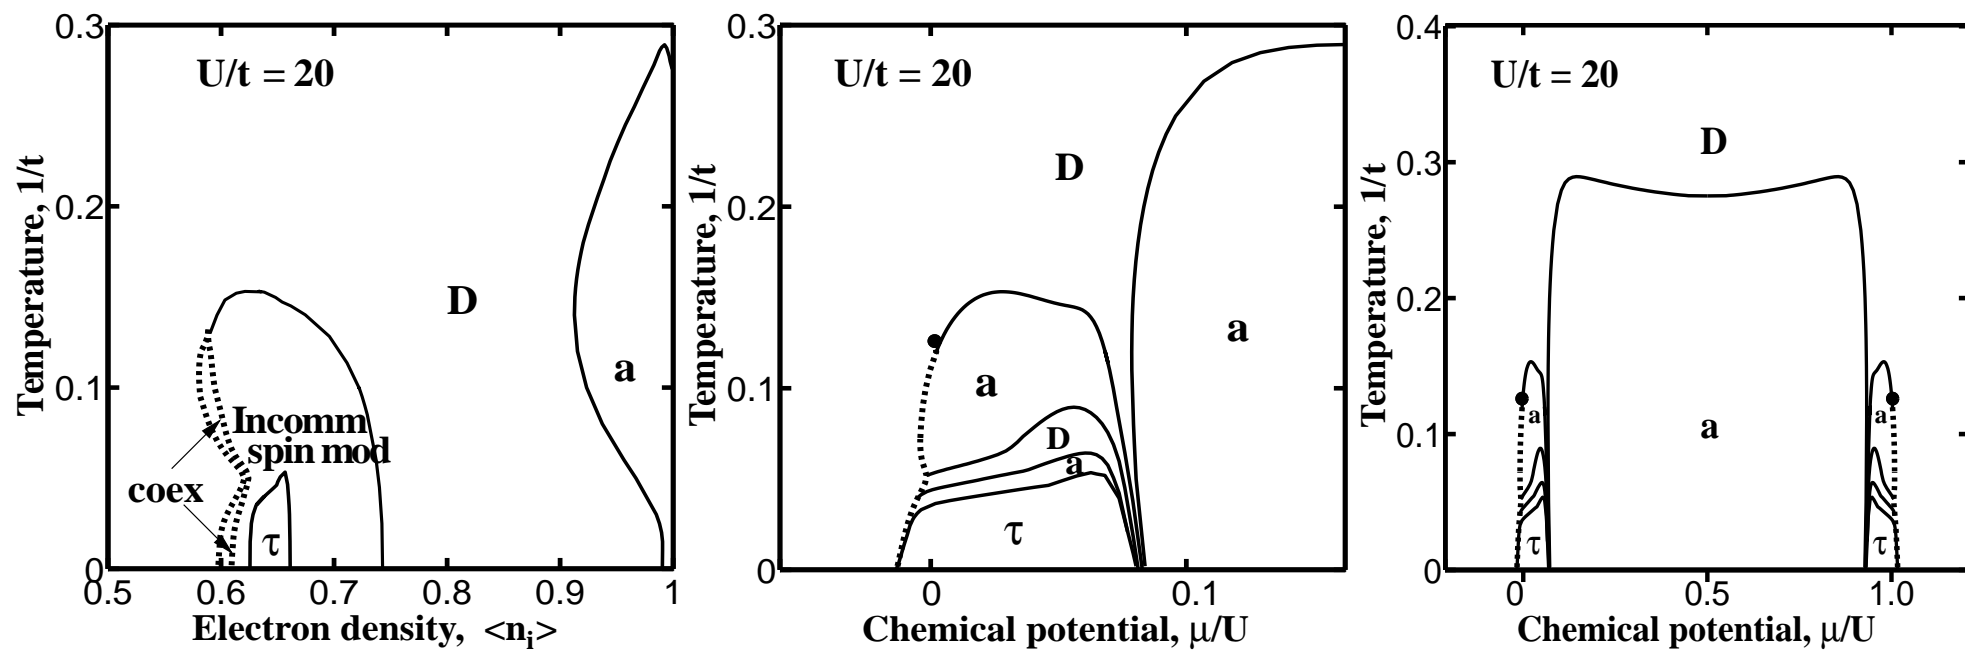 0.3
U/t = 20
D
0.2
a
0.1
Incomm
spin mod
coex
τ
0
0.5
0.6
0.7
0.8
0.9
1
Temperature, 1/t
Electron density, <n_i>
0.3
U/t = 20
D
0.2
a
a
0.1
D
a
τ
0
0
0.1
Temperature, 1/t
Chemical potential, μ/U
0.4
U/t = 20
D
0.3
0.2
a
a
a
0.1
τ
τ
0
0
0.5
1.0
Temperature, 1/t
Chemical potential, μ/U